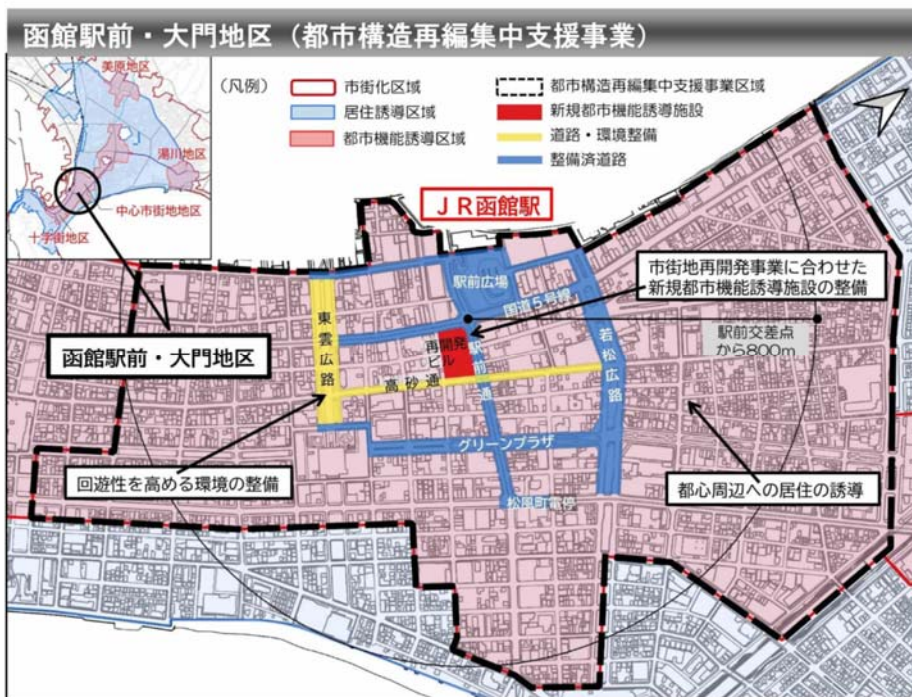 函館駅前・大門地区（都市構造再編集中支援事業）
美原地区
湯川地区
中心市街地地区
十字街地区
（凡例）
市街化区域
居住誘導区域
都市機能誘導区域
都市構造再編集中支援事業区域
新規都市機能誘導施設
道路・環境整備
整備済道路
ＪＲ函館駅
駅前広場
国道５号線
市街地再開発事業に合わせた
新規都市機能誘導施設の整備
駅前交差点
から800m
函館駅前・大門地区
東雲広路
再開発
ビル
駅前通
若松広路
高砂通
グリーンプラザ
回遊性を高める環境の整備
都心周辺への居住の誘導
松風町電停